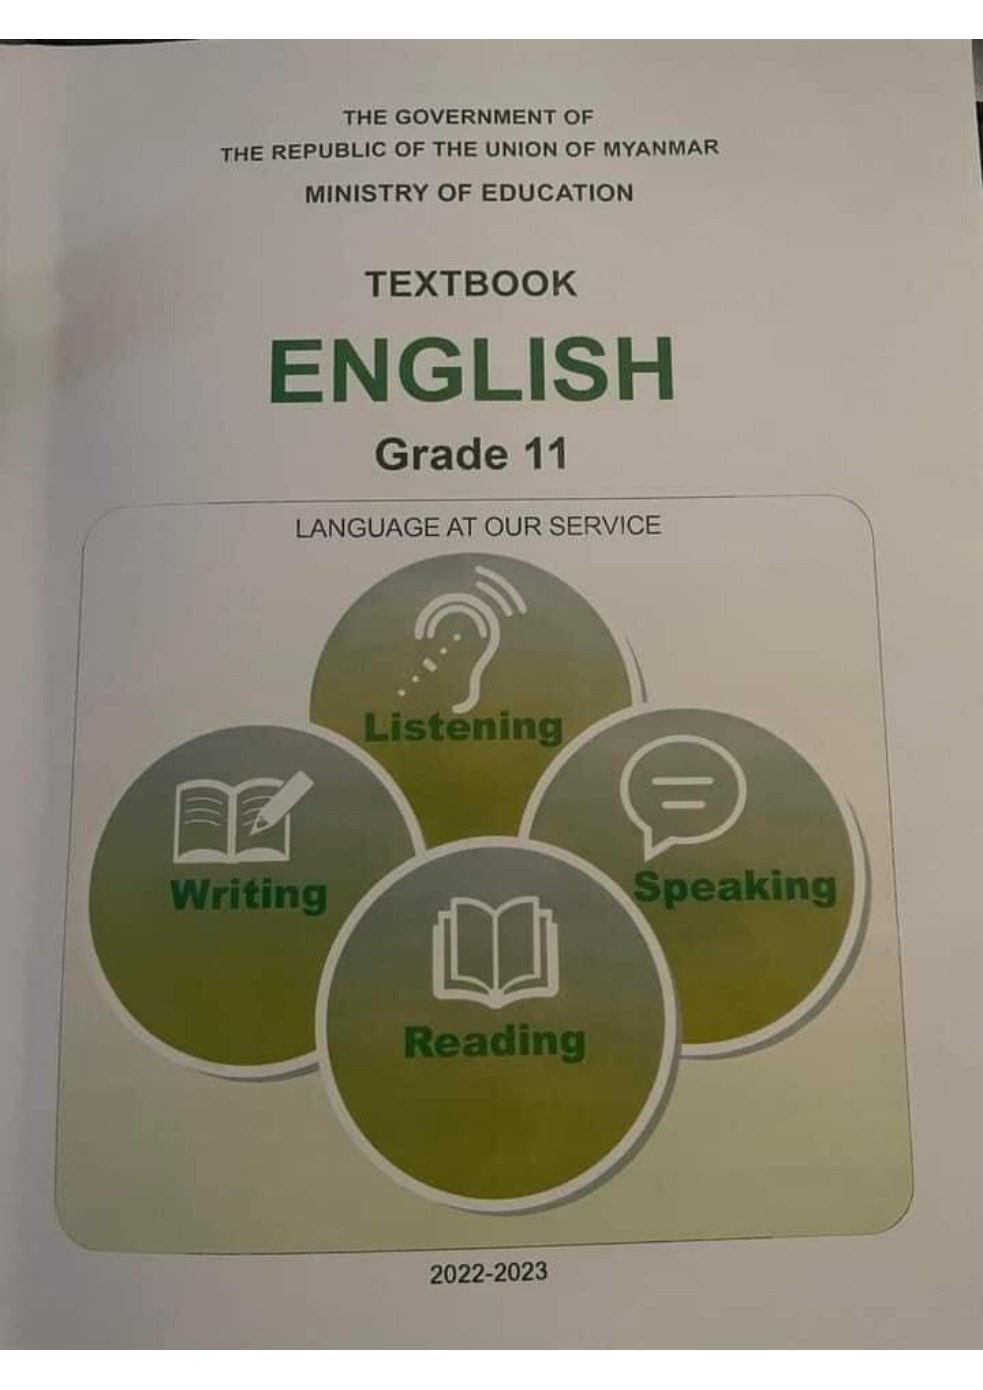 THE GOVERNMENT OF
THE REPUBLIC OF THE UNION OF MYANMAR
MINISTRY OF EDUCATION
TEXTBOOK
ENGLISH
Grade 11
LANGUAGE AT OUR SERVICE
Listening
Writing
Speaking
Reading
2022-2023